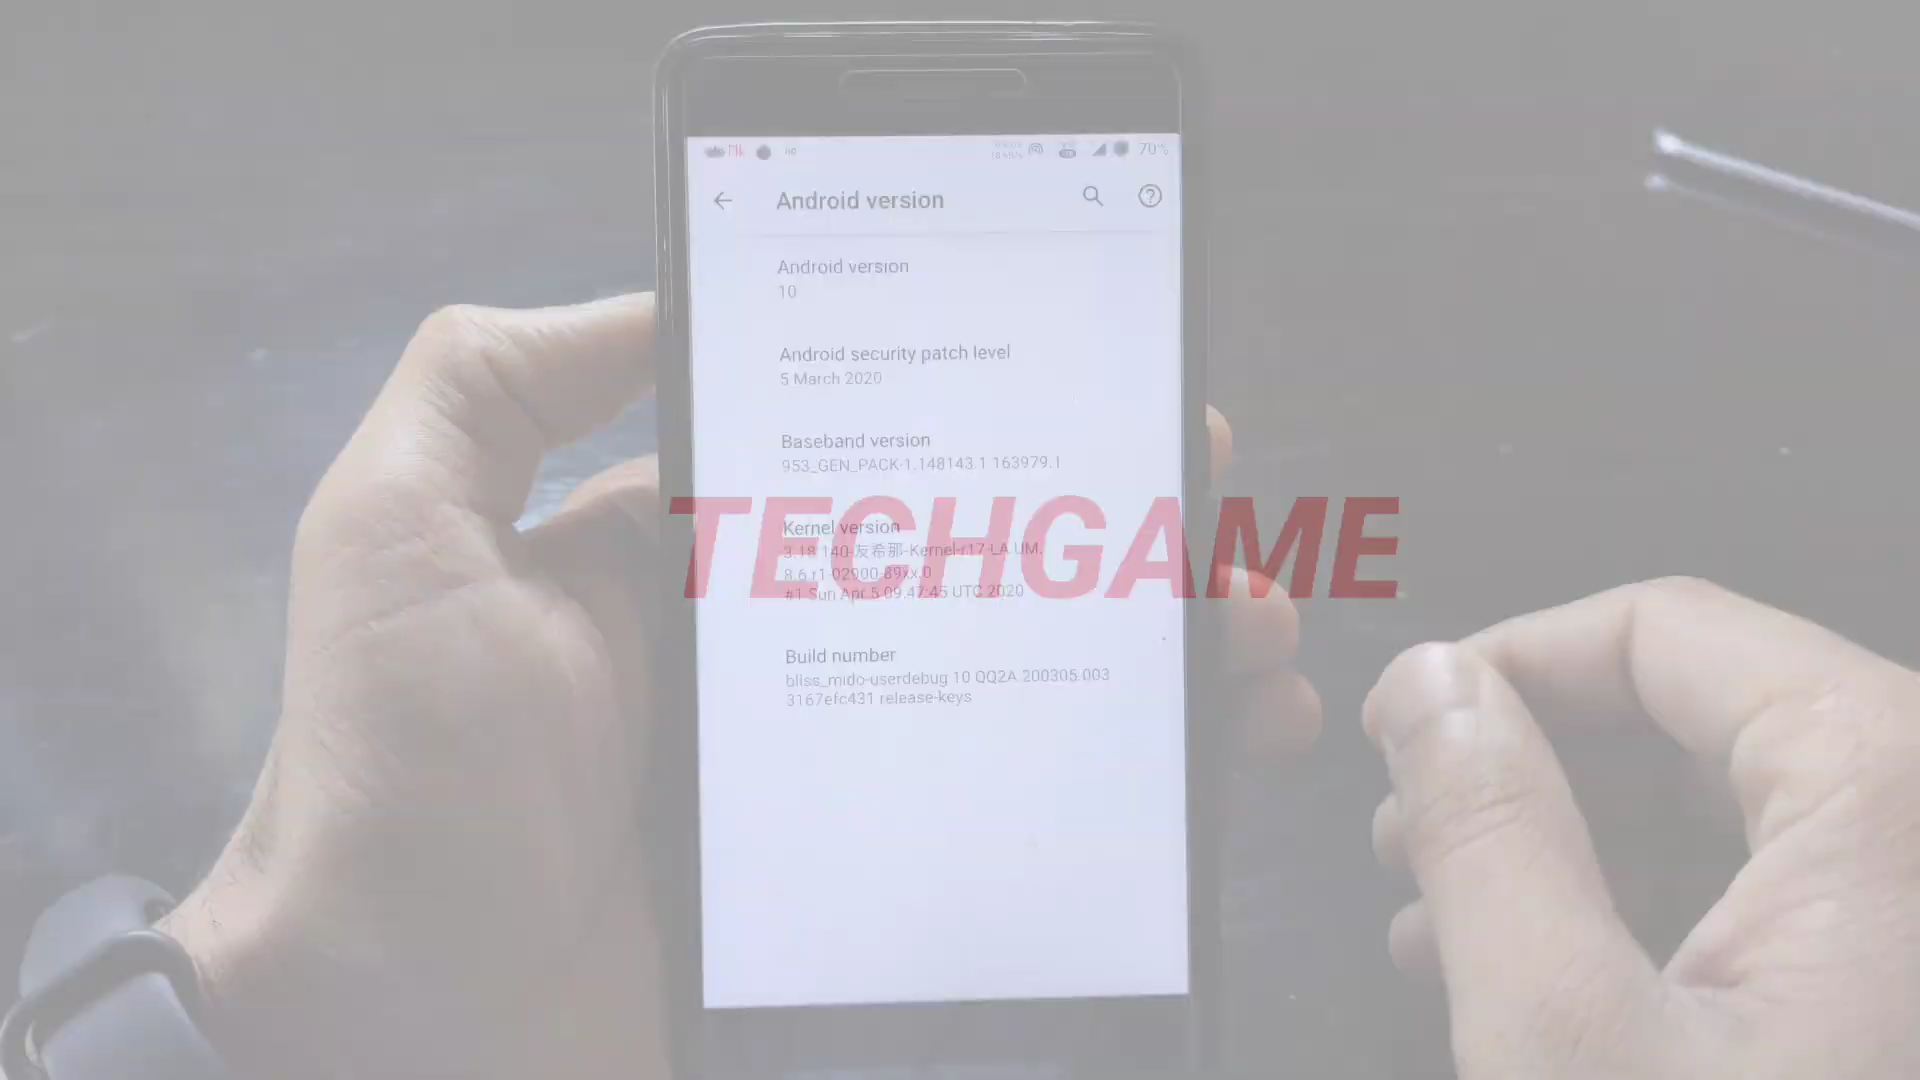 70%
Android version
Android version
10
Android security patch level
5 March 2020
Baseband version
953_GEN_PACK-1.148143.1 163979.1
TECHGAME
Kernel version
3.18.140-友希那-Kernel-r17-LA.UM.
8.6.r1-02900-89xx.0
#1 Sun Apr 5 09:47:45 UTC 2020
Build number
bliss_mido-userdebug 10 QQ2A.200305.003
3167efc431 release-keys